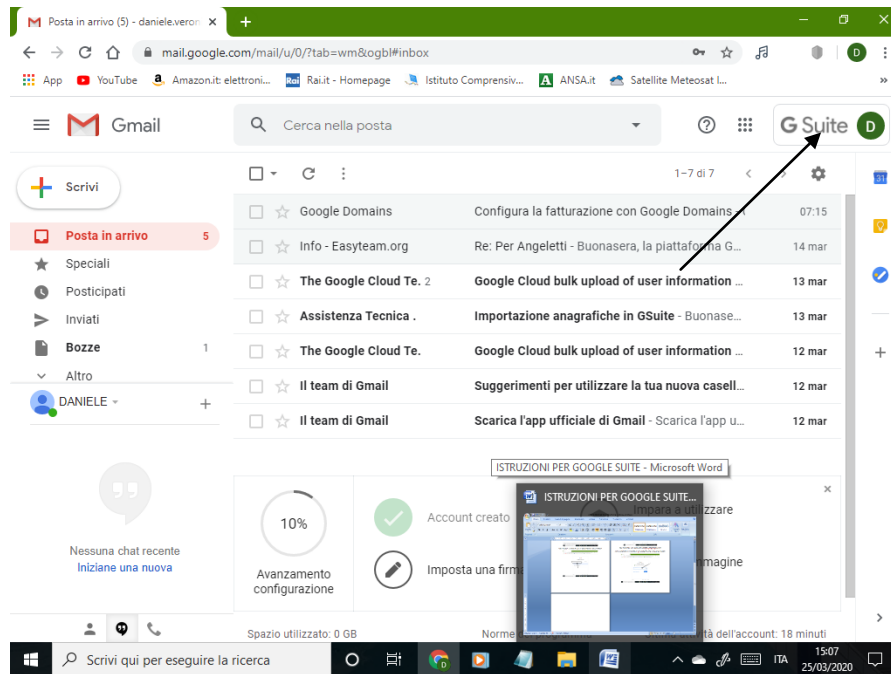 Posta in arrivo (5) - daniele.veron
mail.google.com/mail/u/0/?tab=wm&ogbl#inbox
D
App YouTube Amazon.it: elettroni... Rai Rai.it - Homepage Istituto Comprensiv... A ANSA.it Satellite Meteosat I... »
Gmail
Cerca nella posta
G Suite D
Scrivi
1–7 di 7
31
Google Domains Configura la fatturazione con Google Domains 07:15
Posta in arrivo 5
Info - Easyteam.org Re: Per Angeletti - Buonasera, la piattaforma G... 14 mar
Speciali
The Google Cloud Te. 2 Google Cloud bulk upload of user information ... 13 mar
Posticipati
Assistenza Tecnica . Importazione anagrafiche in GSuite - Buonase... 13 mar
Inviati
Bozze 1
The Google Cloud Te. Google Cloud bulk upload of user information ... 12 mar
Altro
Il team di Gmail Suggerimenti per utilizzare la tua nuova casell... 12 mar
DANIELE
Il team di Gmail Scarica l'app ufficiale di Gmail - Scarica l'app u... 12 mar
ISTRUZIONI PER GOOGLE SUITE - Microsoft Word
ISTRUZIONI PER GOOGLE SUITE...
10%
Account creato
Impara a utilizzare
Nessuna chat recente
Iniziane una nuova
Avanzamento
configurazione
Imposta una firm
mmagine
Spazio utilizzato: 0 GB
Norme
dell'account: 18 minuti
Scrivi qui per eseguire la ricerca
ITA
15:07
25/03/2020